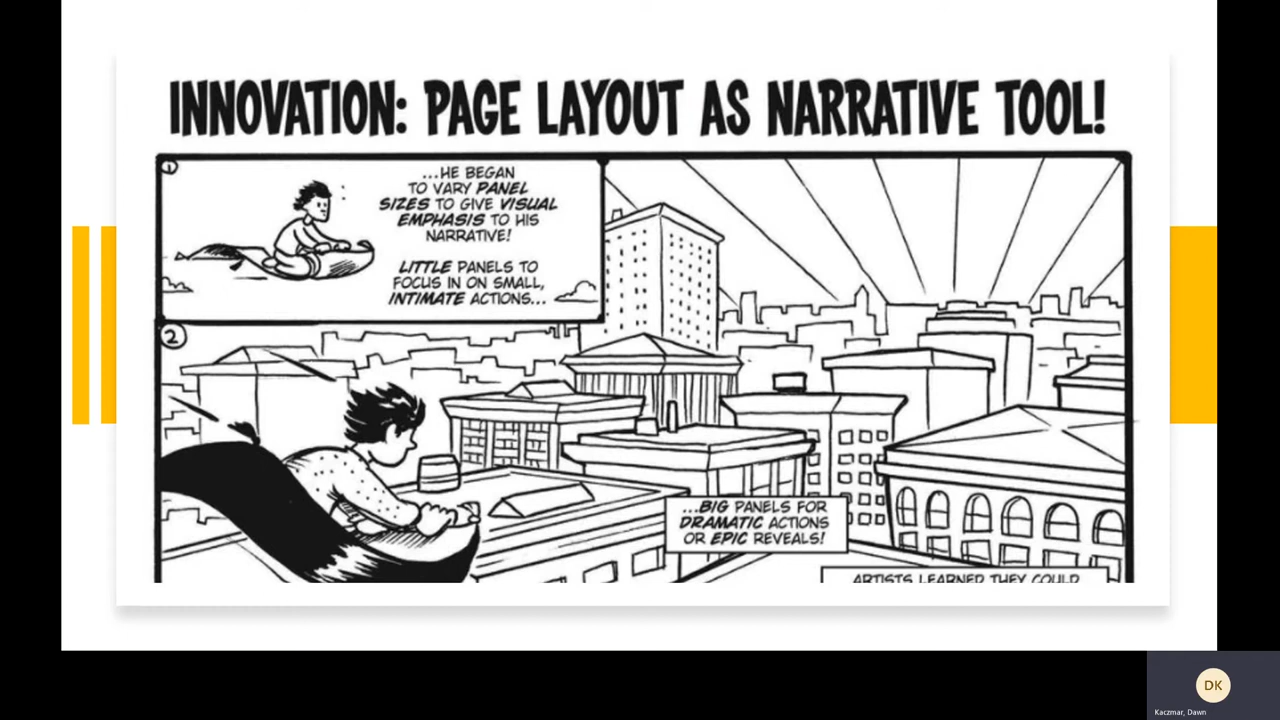 INNOVATION: PAGE LAYOUT AS NARRATIVE TOOL!
1
...HE BEGAN
TO VARY PANEL
SIZES TO GIVE VISUAL
EMPHASIS TO HIS
NARRATIVE!
LITTLE PANELS TO
FOCUS IN ON SMALL,
INTIMATE ACTIONS...
2
...BIG PANELS FOR
DRAMATIC ACTIONS
OR EPIC REVEALS!
ARTISTS LEARNED THEY COULD
DK
Kaczmar, Dawn